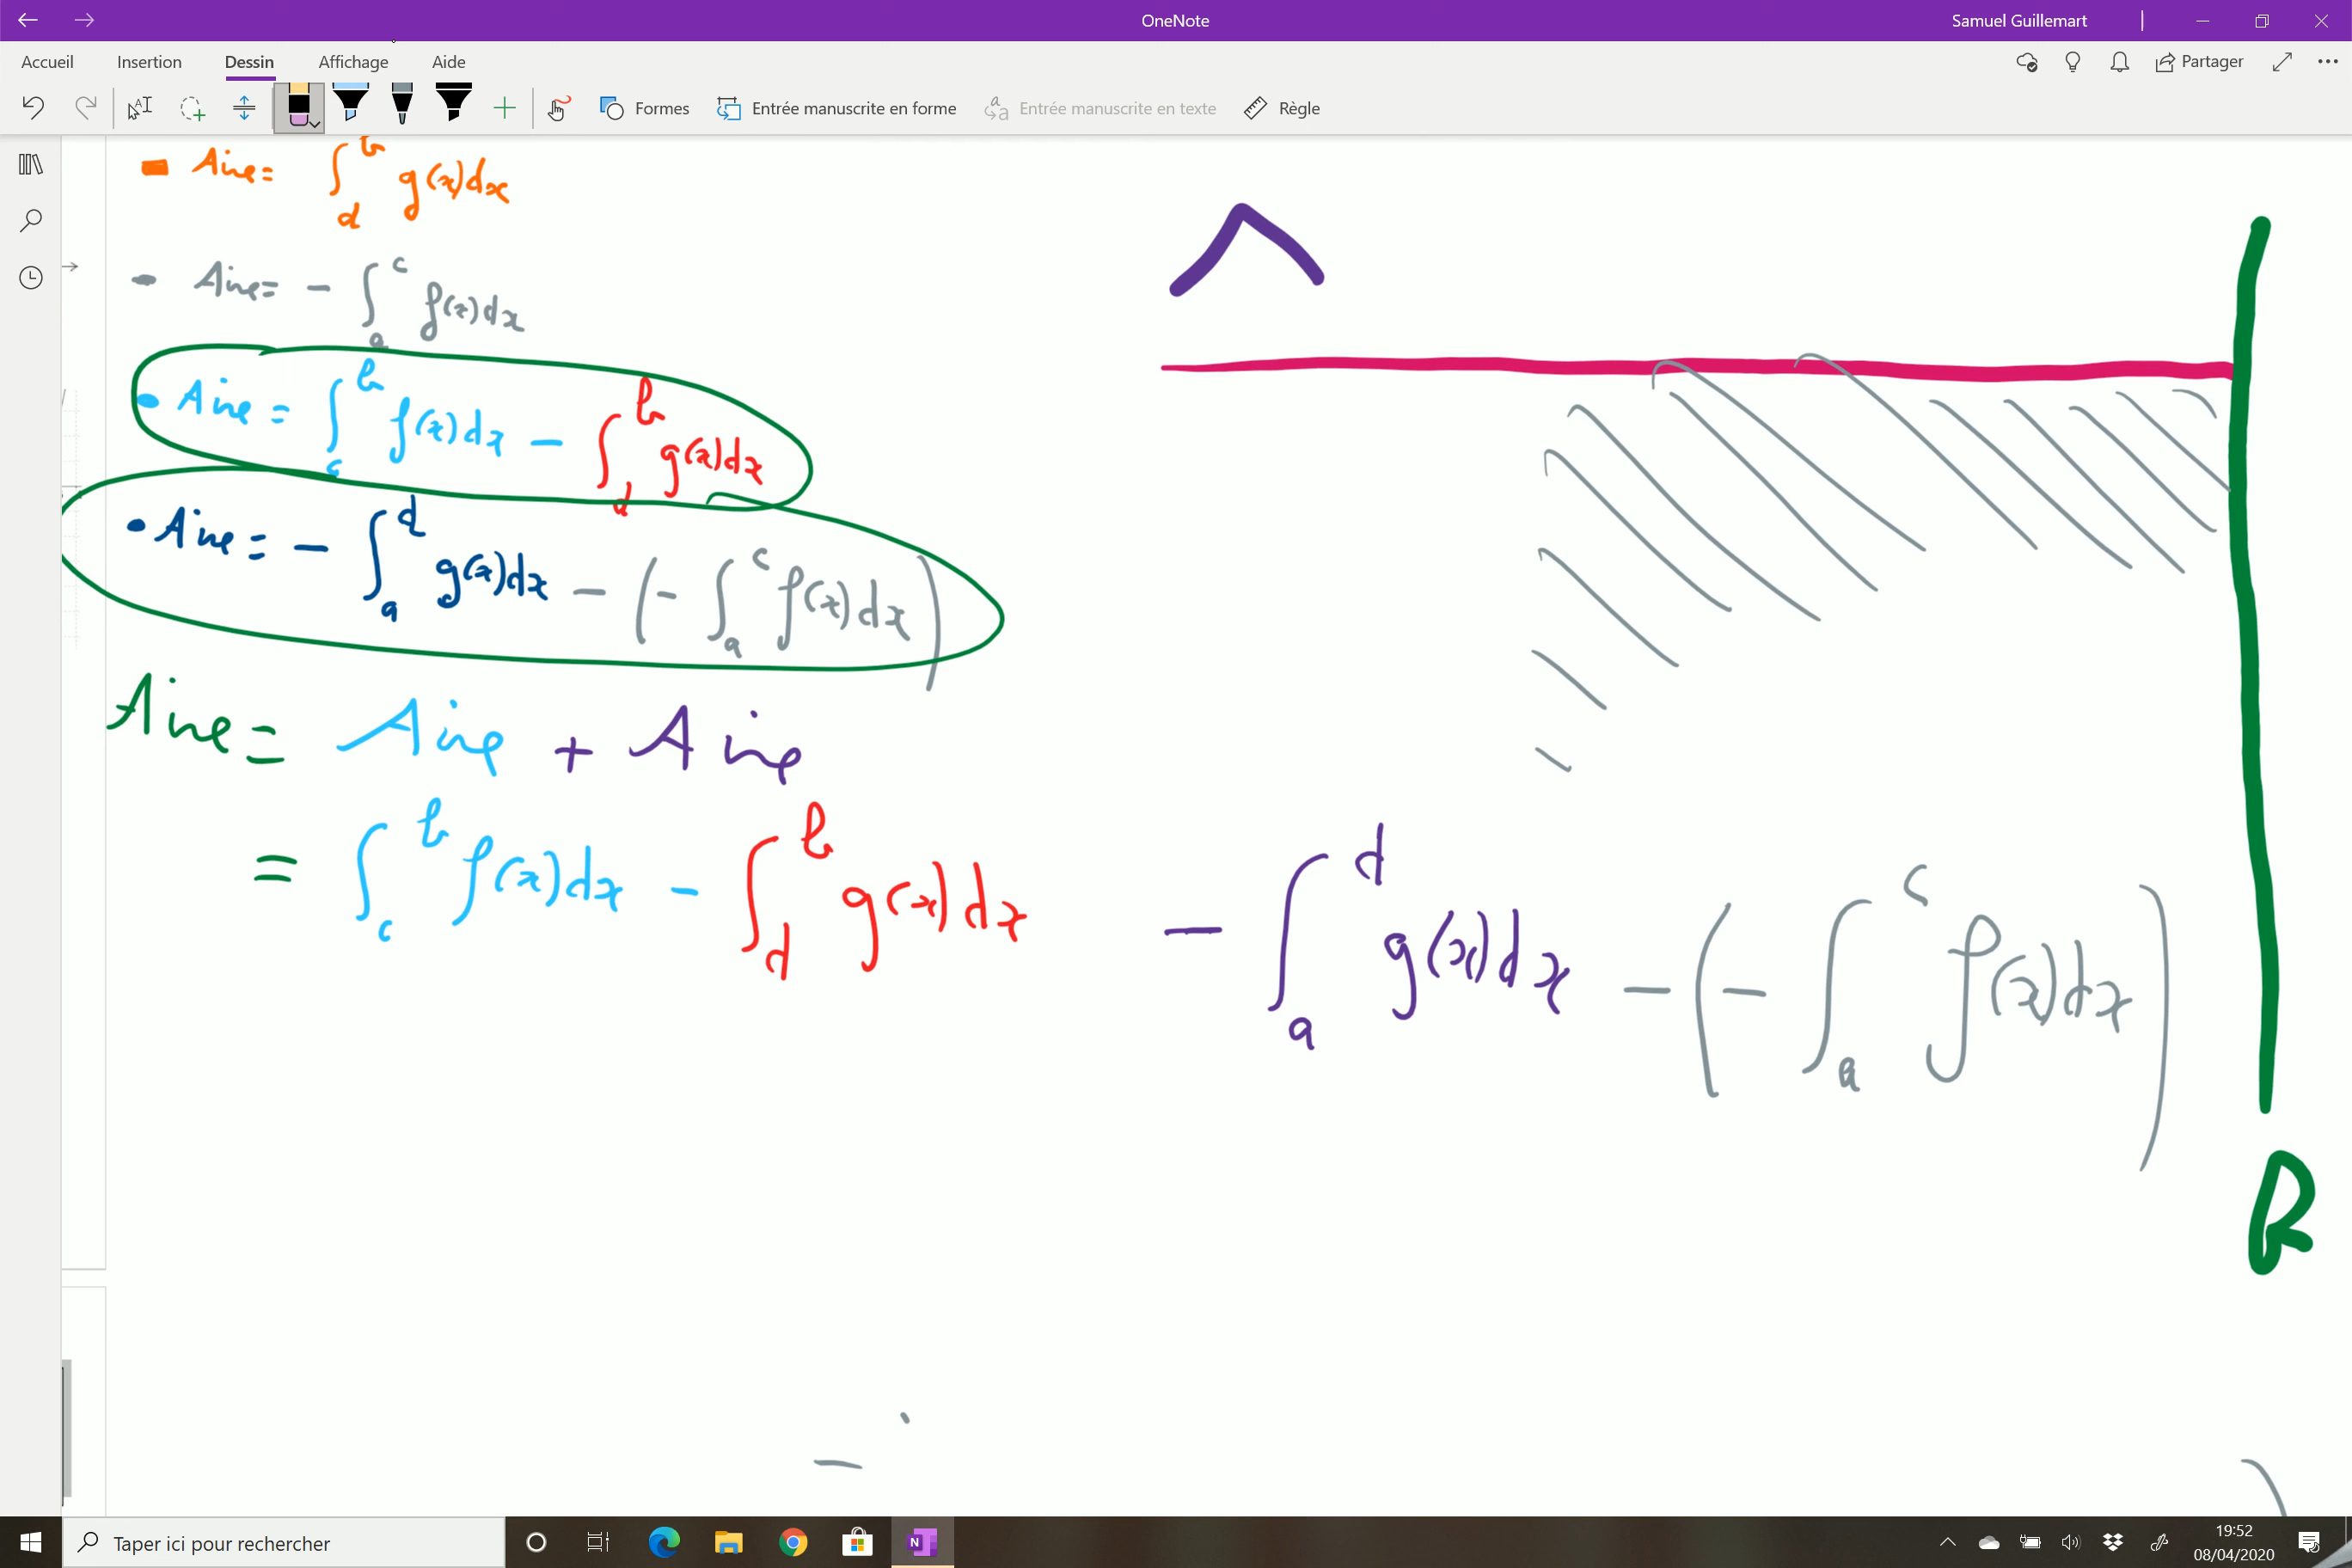 OneNote
Samuel Guillemart
Accueil Insertion Dessin Affichage Aide
Partager
Formes Entrée manuscrite en forme Entrée manuscrite en texte Règle
Aire = ∫_d^b g(x)dx
Aire = - ∫_a^c f(x)dx
• Aire = ∫_c^b f(x)dx - ∫_d^b g(x)dx
• Aire = - ∫_a^d g(x)dx - (- ∫_a^c f(x)dx)
Aire = Aire + Aire
= ∫_c^b f(x)dx - ∫_d^b g(x)dx - ∫_a^d g(x)dx - (- ∫_a^c f(x)dx)
Taper ici pour rechercher
19:52
08/04/2020